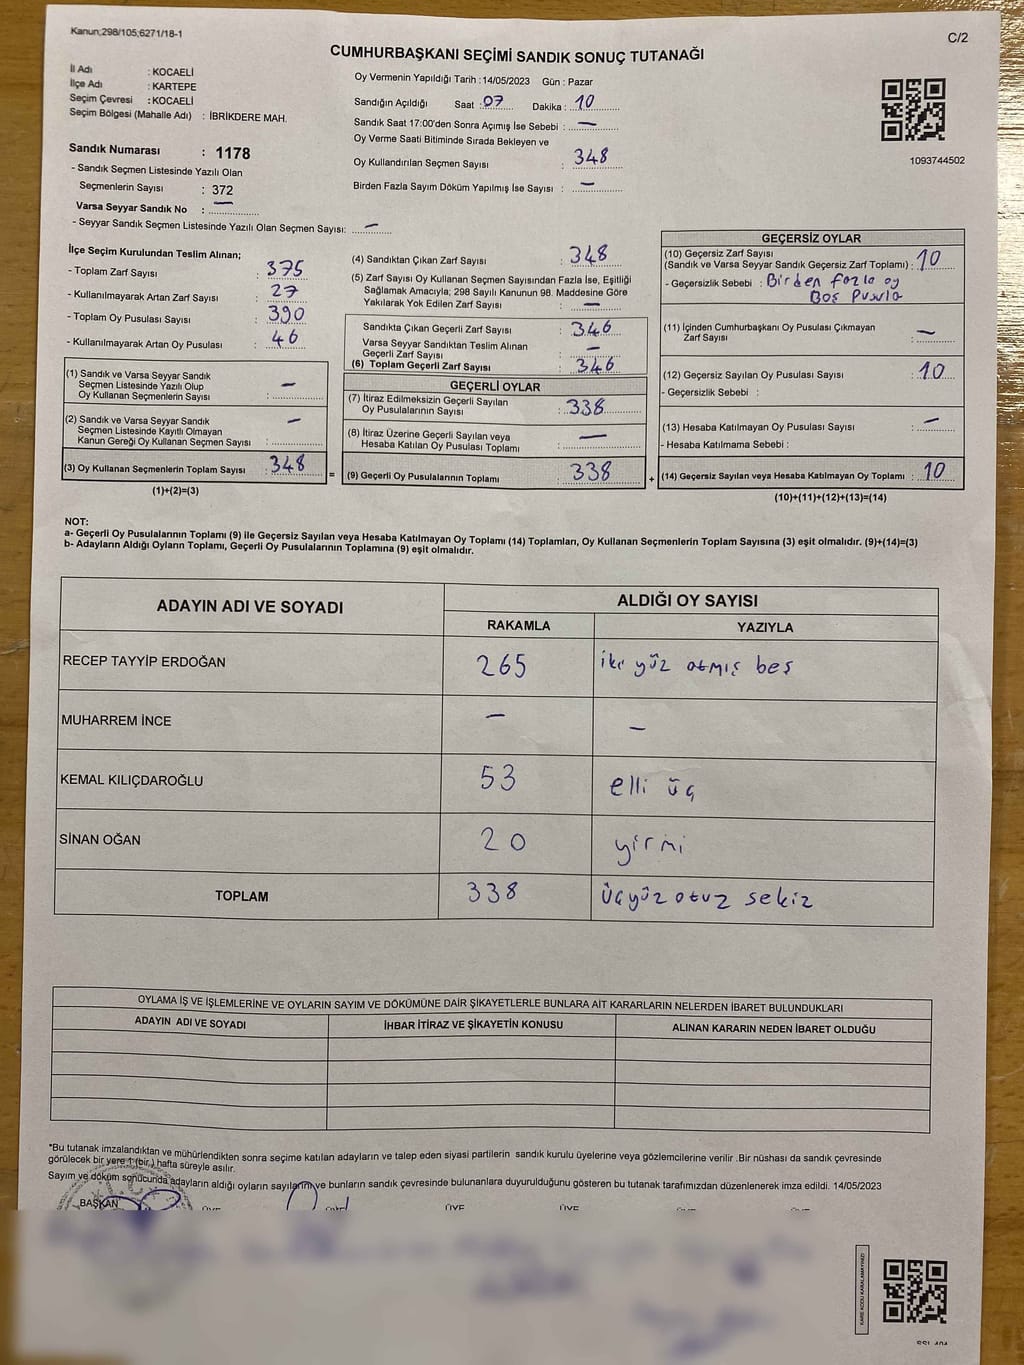 Kanun;298/105;6271/18-1
C/2
CUMHURBAŞKANI SEÇİMİ SANDIK SONUÇ TUTANAĞI
İl Adı : KOCAELİ
İlçe Adı : KARTEPE
Seçim Çevresi : KOCAELİ
Seçim Bölgesi (Mahalle Adı) : İBRİKDERE MAH.
Sandık Numarası : 1178
- Sandık Seçmen Listesinde Yazılı Olan
Seçmenlerin Sayısı : 372
Varsa Seyyar Sandık No : —
- Seyyar Sandık Seçmen Listesinde Yazılı Olan Seçmen Sayısı: —
Oy Vermenin Yapıldığı Tarih : 14/05/2023 Gün : Pazar
Sandığın Açıldığı Saat : 07 Dakika : 10
Sandık Saat 17:00'den Sonra Açımış İse Sebebi : —
Oy Verme Saati Bitiminde Sırada Bekleyen ve
Oy Kullandırılan Seçmen Sayısı : 348
Birden Fazla Sayım Döküm Yapılmış İse Sayısı : —
1093744502
İlçe Seçim Kurulundan Teslim Alınan;
- Toplam Zarf Sayısı : 375
- Kullanılmayarak Artan Zarf Sayısı : 27
- Toplam Oy Pusulası Sayısı : 390
- Kullanılmayarak Artan Oy Pusulası : 46
(1) Sandık ve Varsa Seyyar Sandık
Seçmen Listesinde Yazılı Olup
Oy Kullanan Seçmenlerin Sayısı : —
(2) Sandık ve Varsa Seyyar Sandık
Seçmen Listesinde Kayıtlı Olmayan
Kanun Gereği Oy Kullanan Seçmen Sayısı : —
(3) Oy Kullanan Seçmenlerin Toplam Sayısı : 348 =
(1)+(2)=(3)
(4) Sandıktan Çıkan Zarf Sayısı : 348
(5) Zarf Sayısı Oy Kullanan Seçmen Sayısından Fazla İse, Eşitliği
Sağlamak Amacıyla; 298 Sayılı Kanunun 98. Maddesine Göre
Yakılarak Yok Edilen Zarf Sayısı : —
Sandıkta Çıkan Geçerli Zarf Sayısı : 346
Varsa Seyyar Sandıktan Teslim Alınan
Geçerli Zarf Sayısı : —
(6) Toplam Geçerli Zarf Sayısı : 346
GEÇERLİ OYLAR
(7) İtiraz Edilmeksizin Geçerli Sayılan
Oy Pusulalarının Sayısı : 338
(8) İtiraz Üzerine Geçerli Sayılan veya
Hesaba Katılan Oy Pusulası Toplamı : —
(9) Geçerli Oy Pusulalarının Toplamı : 338 +
GEÇERSİZ OYLAR
(10) Geçersiz Zarf Sayısı
(Sandık ve Varsa Seyyar Sandık Geçersiz Zarf Toplamı) : 10
- Geçersizlik Sebebi : Birden fazla oy
Boş Pusula
(11) İçinden Cumhurbaşkanı Oy Pusulası Çıkmayan
Zarf Sayısı : —
(12) Geçersiz Sayılan Oy Pusulası Sayısı : 10
- Geçersizlik Sebebi :
(13) Hesaba Katılmayan Oy Pusulası Sayısı : —
- Hesaba Katılmama Sebebi :
(14) Geçersiz Sayılan veya Hesaba Katılmayan Oy Toplamı : 10
(10)+(11)+(12)+(13)=(14)
NOT:
a- Geçerli Oy Pusulalarının Toplamı (9) ile Geçersiz Sayılan veya Hesaba Katılmayan Oy Toplamı (14) Toplamları, Oy Kullanan Seçmenlerin Toplam Sayısına (3) eşit olmalıdır. (9)+(14)=(3)
b- Adayların Aldığı Oyların Toplamı, Geçerli Oy Pusulalarının Toplamına (9) eşit olmalıdır.
ADAYIN ADI VE SOYADI ALDIĞI OY SAYISI
RAKAMLA YAZIYLA
RECEP TAYYİP ERDOĞAN 265 iki yüz atmış beş
MUHARREM İNCE — —
KEMAL KILIÇDAROĞLU 53 elli üç
SİNAN OĞAN 20 yirmi
TOPLAM 338 üçyüz otuz sekiz
OYLAMA İŞ VE İŞLEMLERİNE VE OYLARIN SAYIM VE DÖKÜMÜNE DAİR ŞİKAYETLERLE BUNLARA AİT KARARLARIN NELERDEN İBARET BULUNDUKLARI
ADAYIN ADI VE SOYADI İHBAR İTİRAZ VE ŞİKAYETİN KONUSU ALINAN KARARIN NEDEN İBARET OLDUĞU
*Bu tutanak imzalandıktan ve mühürlendikten sonra seçime katılan adayların ve talep eden siyasi partilerin sandık kurulu üyelerine veya gözlemcilerine verilir .Bir nüshası da sandık çevresinde
görülecek bir yere 1 (bir ) hafta süreyle asılır.
Sayım ve döküm sonucunda adayların aldığı oyların sayılarını ve bunların sandık çevresinde bulunanlara duyurulduğunu gösteren bu tutanak tarafımızdan düzenlenerek imza edildi. 14/05/2023
BAŞKAN ÜYE ÜYE
KARE KODU KARALAMAYINIZ!